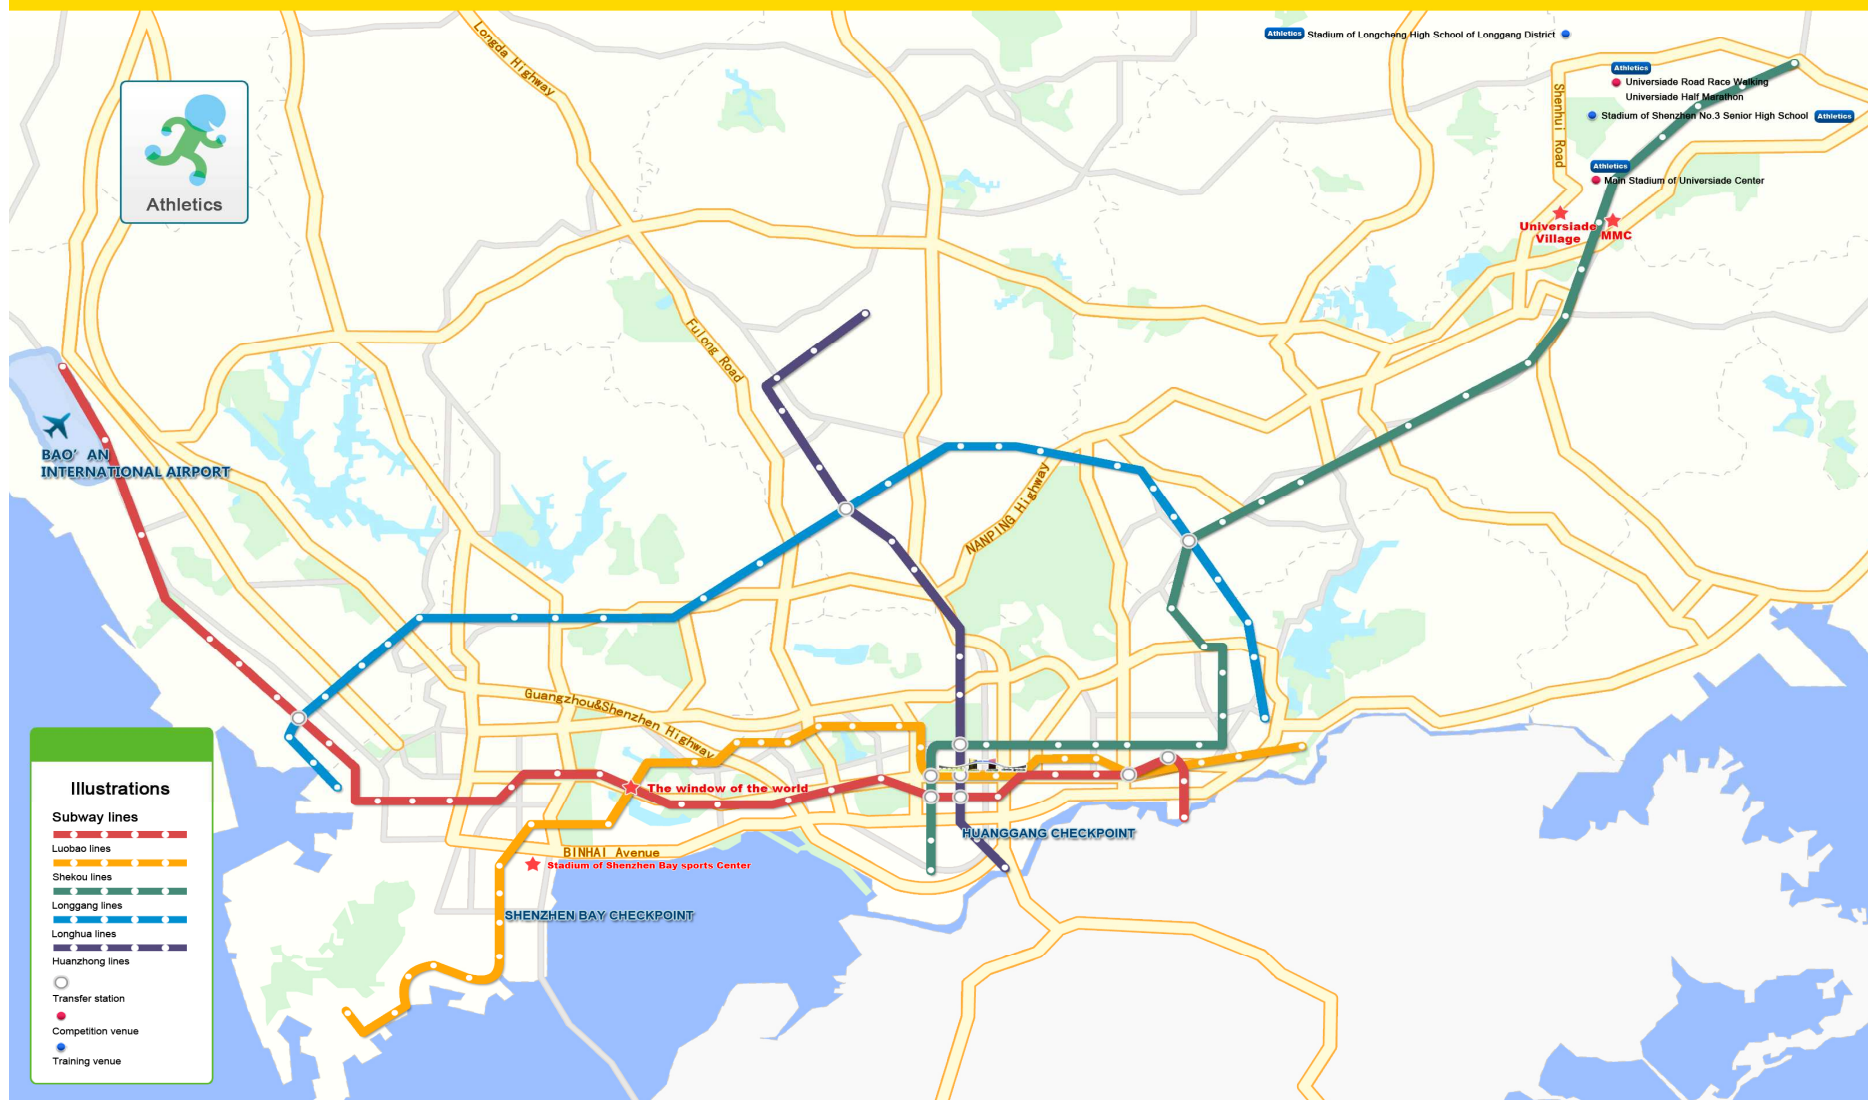 Longda Highway
Athletics Stadium of Longcheng High School of Longgang District
Athletics
Universiade Road Race Walking
Universiade Half Marathon
Stadium of Shenzhen No.3 Senior High School Athletics
Shenhui Road
Athletics
Main Stadium of Universiade Center
Athletics
Universiade
Village
MMC
Fulong Road
BAO' AN
INTERNATIONAL AIRPORT
NANPING Highway
Guangzhou&Shenzhen Highway
The window of the world
HUANGGANG CHECKPOINT
BINHAI Avenue
Stadium of Shenzhen Bay sports Center
SHENZHEN BAY CHECKPOINT
Illustrations
Subway lines
Luobao lines
Shekou lines
Longgang lines
Longhua lines
Huanzhong lines
Transfer station
Competition venue
Training venue